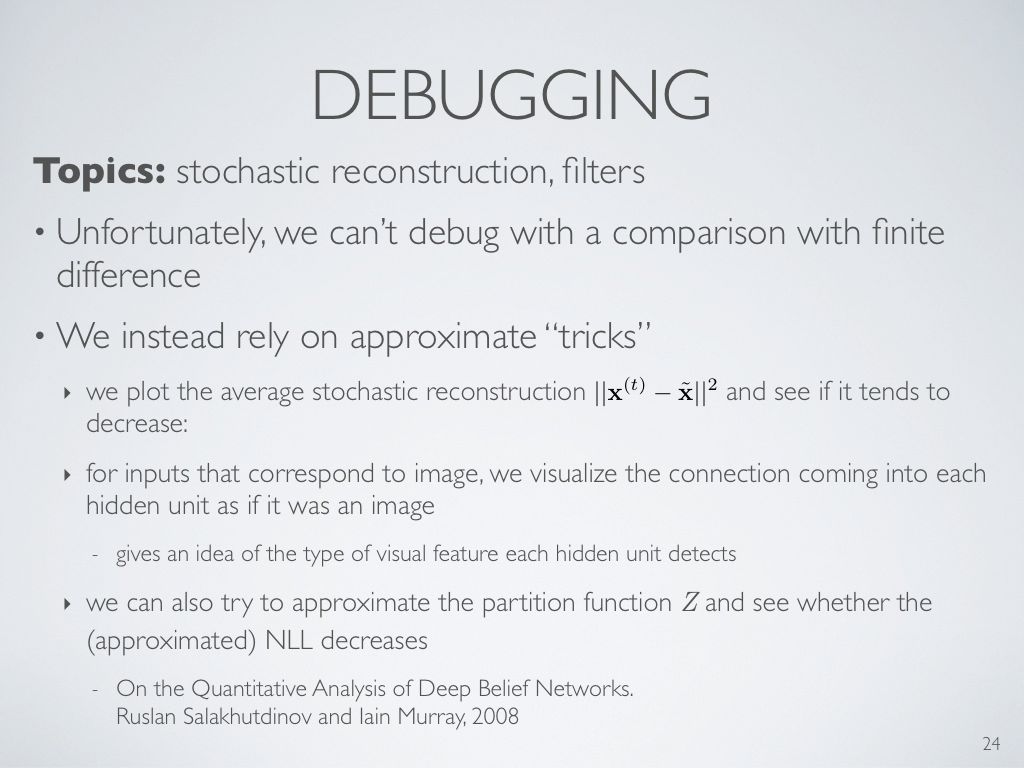 DEBUGGING
Topics: stochastic reconstruction, filters
• Unfortunately, we can’t debug with a comparison with finite
difference
• We instead rely on approximate “tricks”
‣ we plot the average stochastic reconstruction ||x^(t) − x̃||² and see if it tends to
decrease:
‣ for inputs that correspond to image, we visualize the connection coming into each
hidden unit as if it was an image
- gives an idea of the type of visual feature each hidden unit detects
‣ we can also try to approximate the partition function Z and see whether the
(approximated) NLL decreases
- On the Quantitative Analysis of Deep Belief Networks.
Ruslan Salakhutdinov and Iain Murray, 2008
24